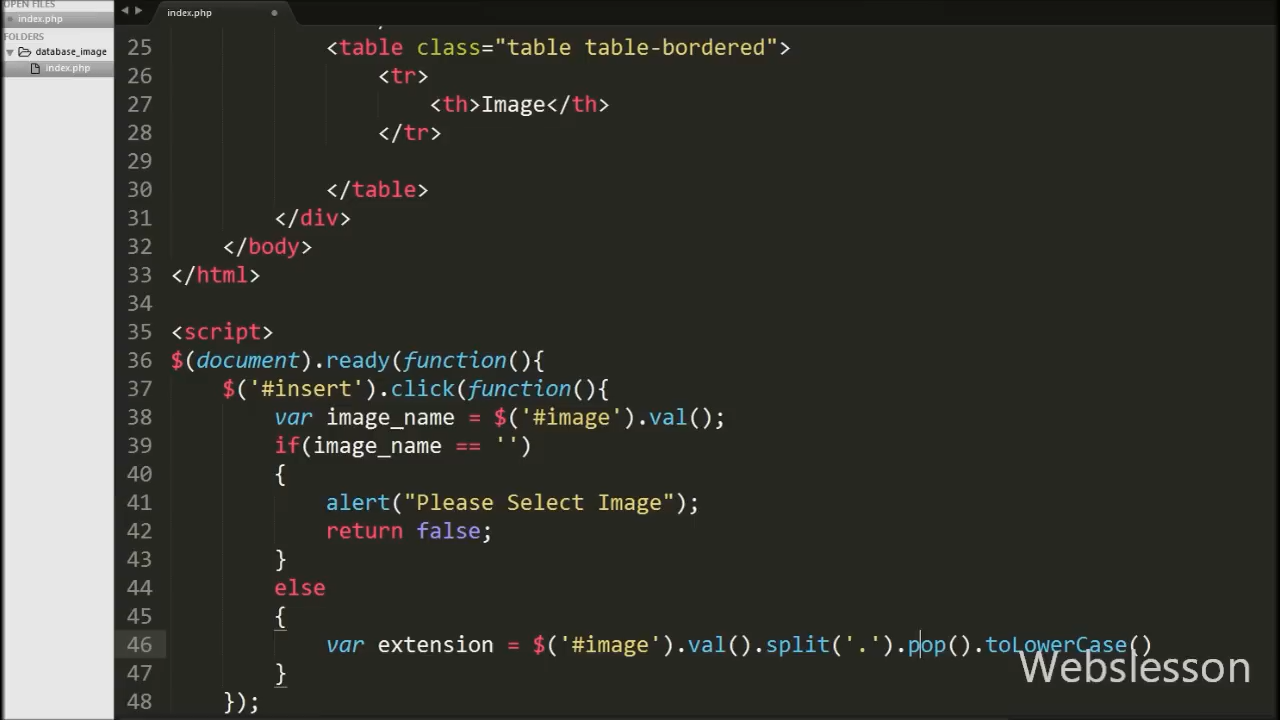 OPEN FILES
index.php
FOLDERS
database_image
index.php
index.php
25 <table class="table table-bordered">
26 <tr>
27 <th>Image</th>
28 </tr>
29
30 </table>
31 </div>
32 </body>
33 </html>
34
35 <script>
36 $(document).ready(function(){
37 $('#insert').click(function(){
38 var image_name = $('#image').val();
39 if(image_name == '')
40 {
41 alert("Please Select Image");
42 return false;
43 }
44 else
45 {
46 var extension = $('#image').val().split('.').pop().toLowerCase()
47 }
48 });
Webslesson